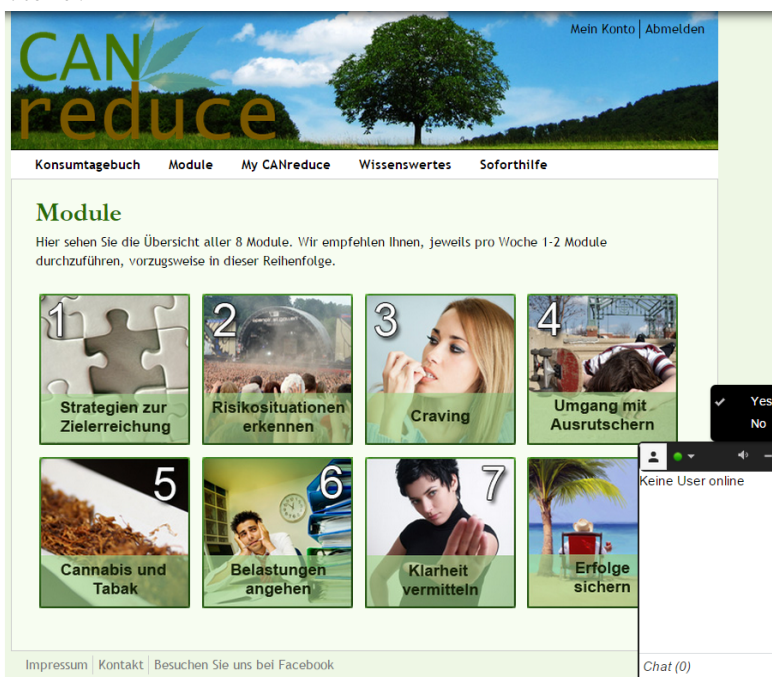 Mein Konto Abmelden
CAN
reduce
Konsumtagebuch Module My CANreduce Wissenswertes Soforthilfe
Module
Hier sehen Sie die Übersicht aller 8 Module. Wir empfehlen Ihnen, jeweils pro Woche 1-2 Module
durchzuführen, vorzugsweise in dieser Reihenfolge.
1 2 3 4
Strategien zur
Zielerreichung
Risikosituationen
erkennen
Craving
Umgang mit
Ausrutschern
Yes
No
Keine User online
5 6 7
Cannabis und
Tabak
Belastungen
angehen
Klarheit
vermitteln
Erfolge
sichern
Impressum Kontakt Besuchen Sie uns bei Facebook
Chat (0)